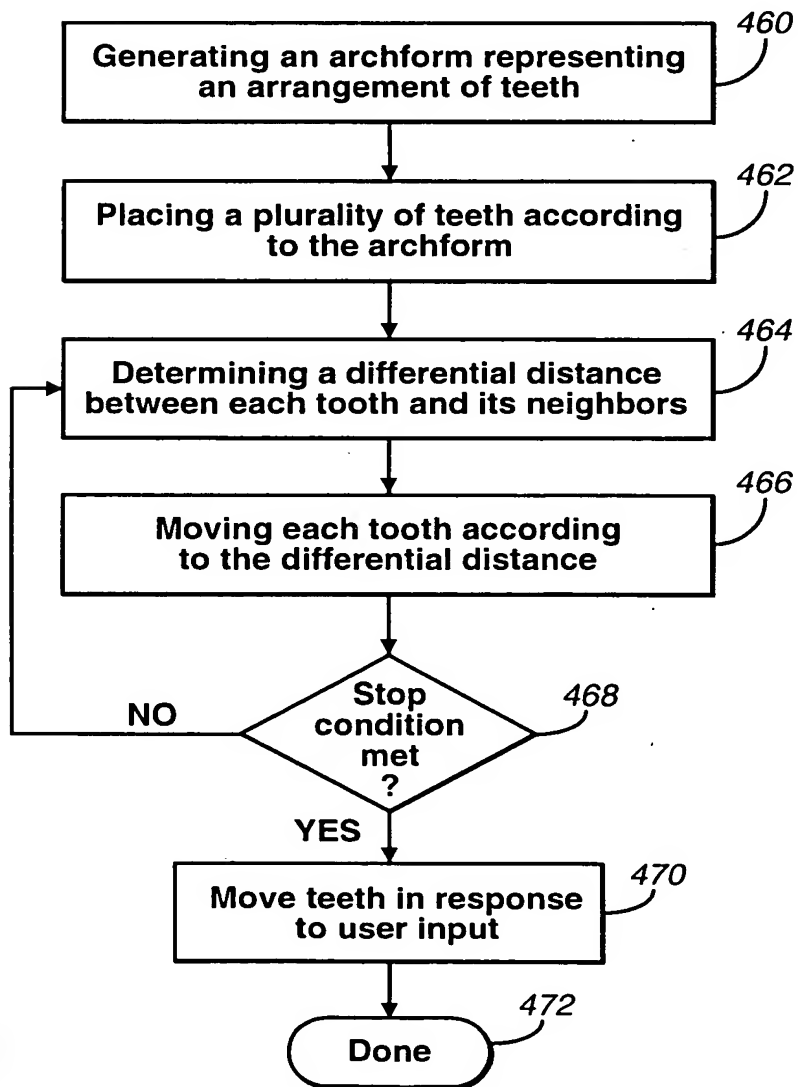 460
Generating an archform representing
an arrangement of teeth
462
Placing a plurality of teeth according
to the archform
464
Determining a differential distance
between each tooth and its neighbors
466
Moving each tooth according
to the differential distance
Stop
condition
met
?
468
NO
YES
470
Move teeth in response
to user input
472
Done